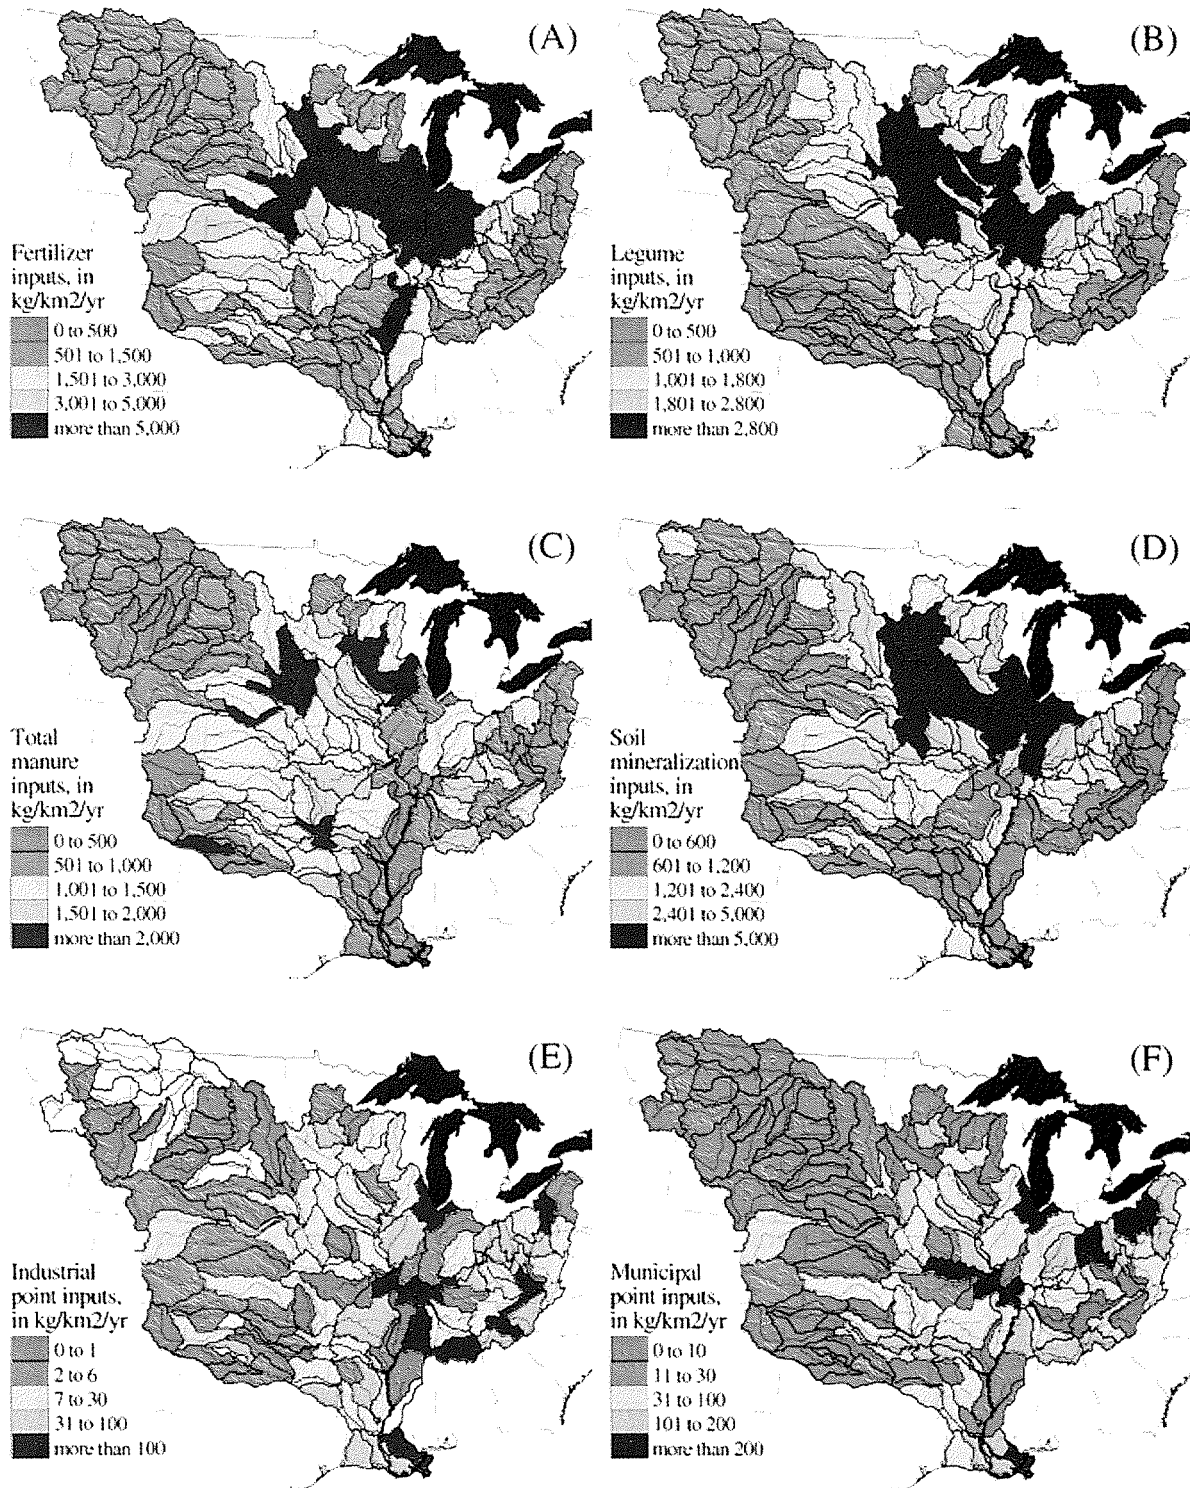 (A)
Fertilizer
inputs, in
kg/km2/yr
0 to 500
501 to 1,500
1,501 to 3,000
3,001 to 5,000
more than 5,000
(B)
Legume
inputs, in
kg/km2/yr
0 to 500
501 to 1,000
1,001 to 1,800
1,801 to 2,800
more than 2,800
(C)
Total
manure
inputs, in
kg/km2/yr
0 to 500
501 to 1,000
1,001 to 1,500
1,501 to 2,000
more than 2,000
(D)
Soil
mineralization
inputs, in
kg/km2/yr
0 to 600
601 to 1,200
1,201 to 2,400
2,401 to 5,000
more than 5,000
(E)
Industrial
point inputs,
in kg/km2/yr
0 to 1
2 to 6
7 to 30
31 to 100
more than 100
(F)
Municipal
point inputs,
in kg/km2/yr
0 to 10
11 to 30
31 to 100
101 to 200
more than 200